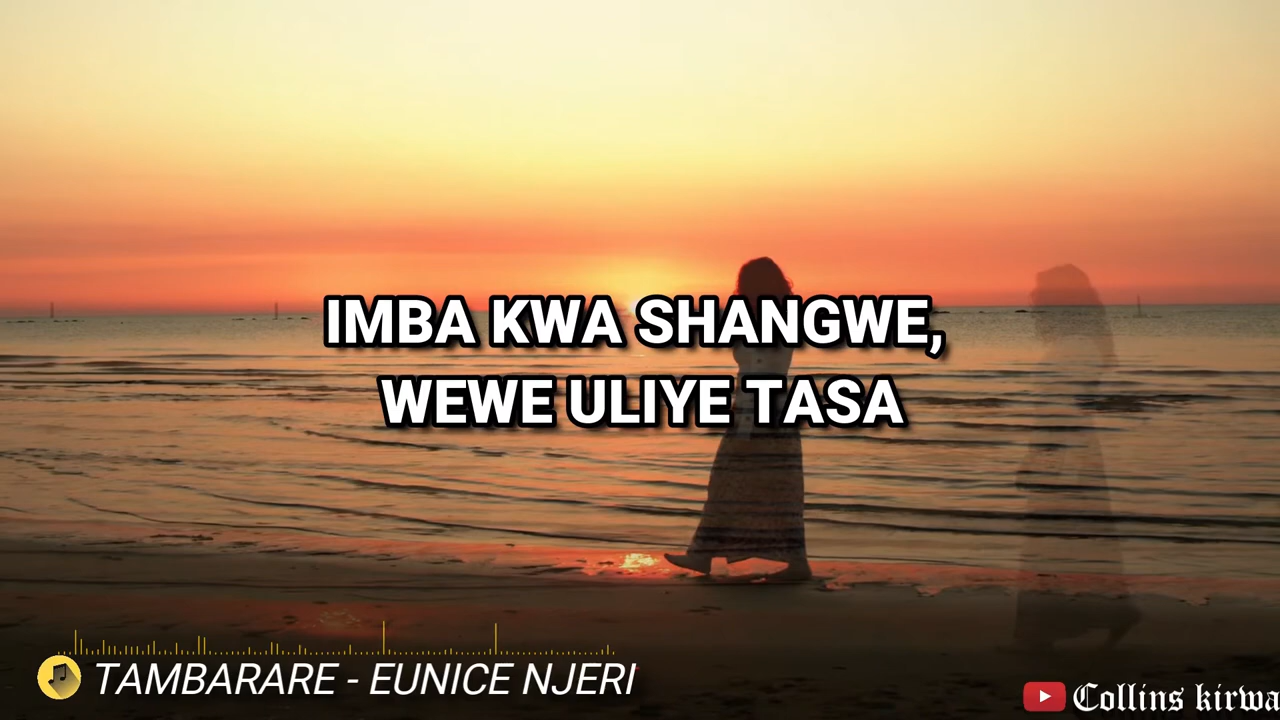 IMBA KWA SHANGWE,
WEWE ULIYE TASA
TAMBARARE - EUNICE NJERI
Collins kirwa